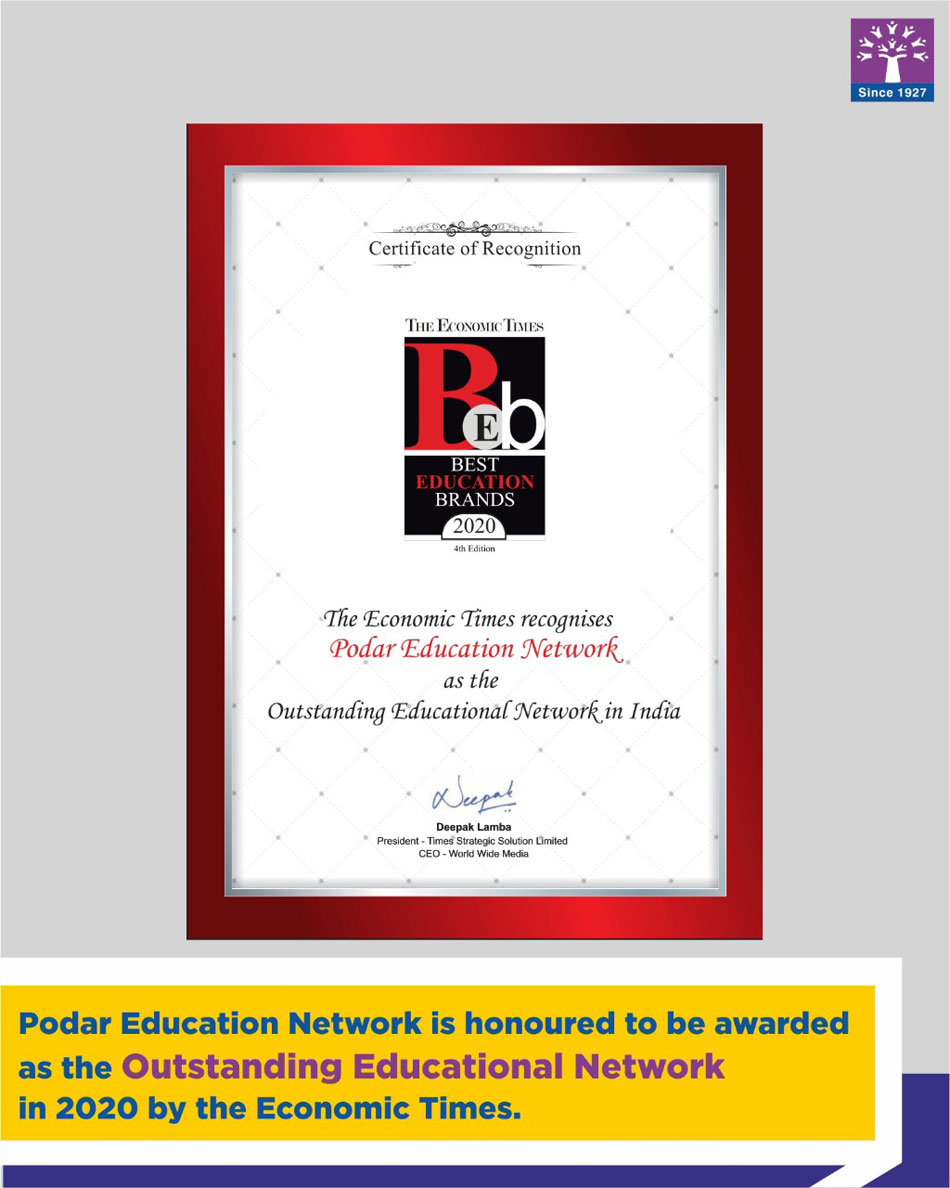 Since 1927
Certificate of Recognition
THE ECONOMIC TIMES
BEb
BEST
EDUCATION
BRANDS
2020
4th Edition
The Economic Times recognises
Podar Education Network
as the
Outstanding Educational Network in India
Deepak
Deepak Lamba
President - Times Strategic Solution Limited
CEO - World Wide Media
Podar Education Network is honoured to be awarded
as the Outstanding Educational Network
in 2020 by the Economic Times.